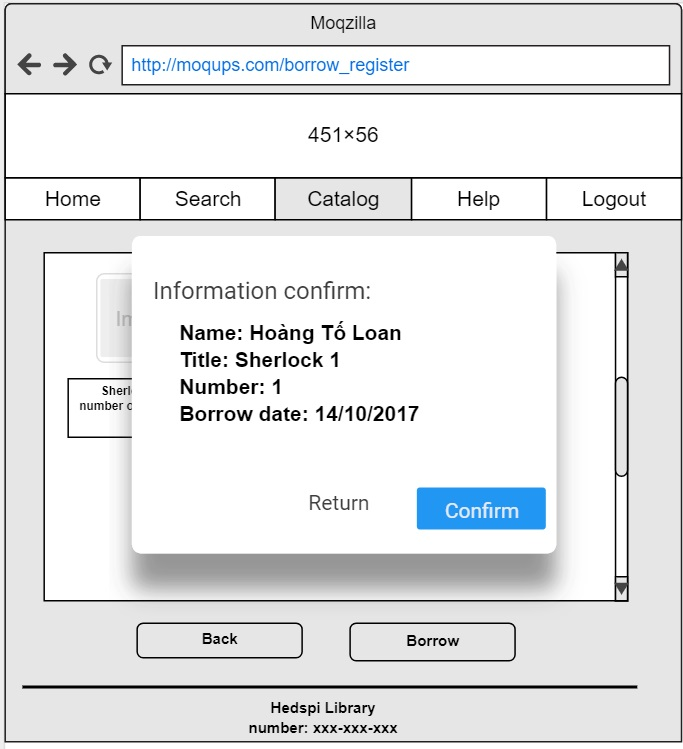 Moqzilla
http://moqups.com/borrow_register
451×56
Home
Search
Catalog
Help
Logout
Information confirm:
Name: Hoàng Tố Loan
Title: Sherlock 1
Number: 1
Borrow date: 14/10/2017
Return
Confirm
number
Back
Borrow
Hedspi Library
number: xxx-xxx-xxx